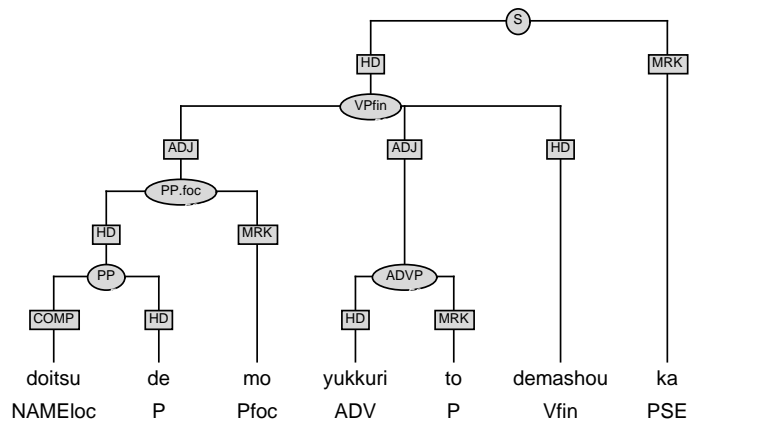 S
HD MRK
VPfin
ADJ ADJ HD
PP.foc
HD MRK
PP ADVP
COMP HD HD MRK
doitsu de mo yukkuri to demashou ka
NAMEloc P Pfoc ADV P Vfin PSE